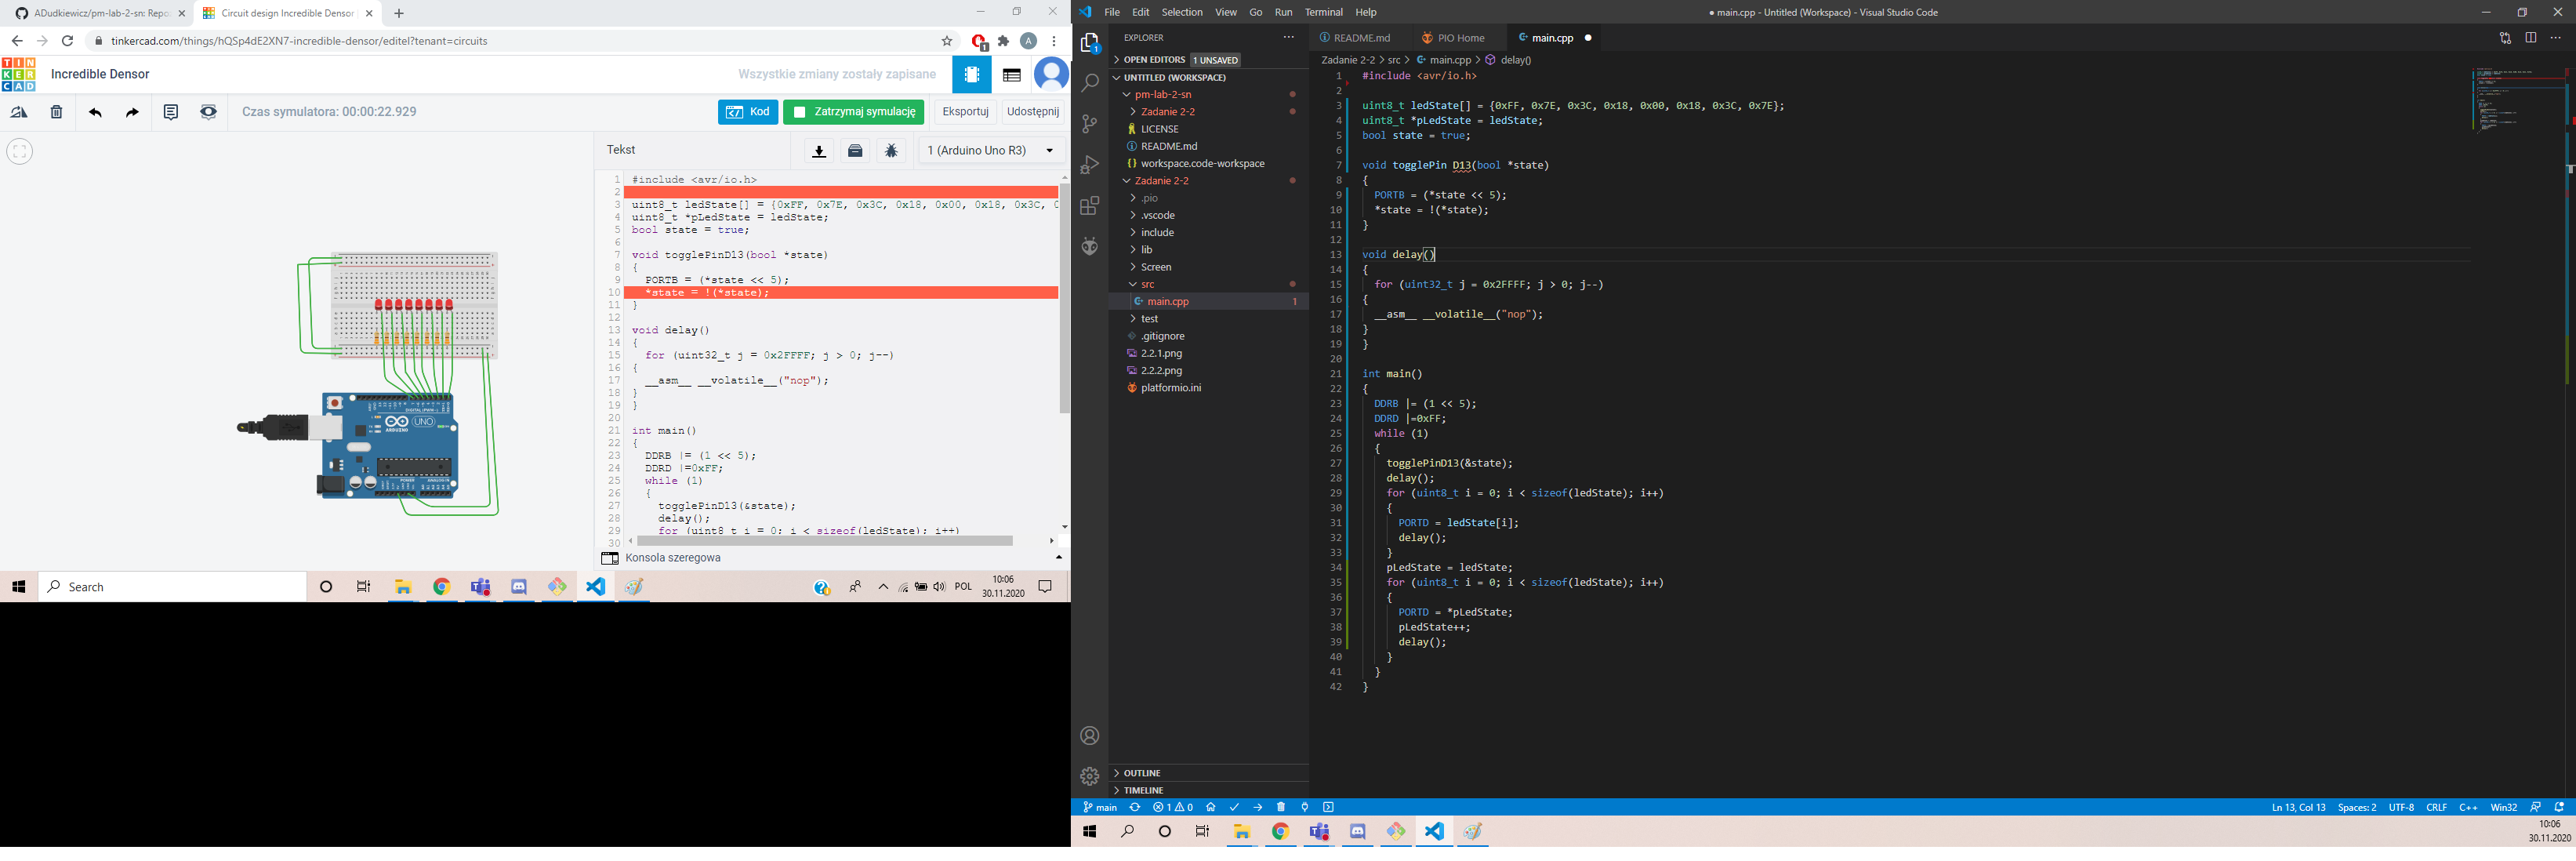 ADudkiewicz/pm-lab-2-sn: Repo
Circuit design Incredible Densor
tinkercad.com/things/hQSp4dE2XN7-incredible-densor/editel?tenant=circuits
A
1
TIN
KER
CAD
Incredible Densor
Wszystkie zmiany zostały zapisane
Czas symulatora: 00:00:22.929
Kod
Zatrzymaj symulację
Eksportuj
Udostępnij
Tekst
1 (Arduino Uno R3)
1 #include <avr/io.h>
2
3 uint8_t ledState[] = {0xFF, 0x7E, 0x3C, 0x18, 0x00, 0x18, 0x3C, 0
4 uint8_t *pLedState = ledState;
5 bool state = true;
6
7 void togglePinD13(bool *state)
8 {
9 PORTB = (*state << 5);
10 *state = !(*state);
11 }
12
13 void delay()
14 {
15 for (uint32_t j = 0x2FFFF; j > 0; j--)
16 {
17 __asm__ __volatile__("nop");
18 }
19 }
20
21 int main()
22 {
23 DDRB |= (1 << 5);
24 DDRD |=0xFF;
25 while (1)
26 {
27 togglePinD13(&state);
28 delay();
29 for (uint8_t i = 0; i < sizeof(ledState); i++)
30
Konsola szeregowa
UNO
ARDUINO
Search
POL
10:06
30.11.2020
File Edit Selection View Go Run Terminal Help
● main.cpp - Untitled (Workspace) - Visual Studio Code
EXPLORER
OPEN EDITORS 1 UNSAVED
UNTITLED (WORKSPACE)
pm-lab-2-sn
Zadanie 2-2
LICENSE
README.md
workspace.code-workspace
Zadanie 2-2
.pio
.vscode
include
lib
Screen
src
main.cpp 1
test
.gitignore
2.2.1.png
2.2.2.png
platformio.ini
OUTLINE
TIMELINE
README.md
PIO Home
main.cpp
Zadanie 2-2 > src > main.cpp > delay()
1 #include <avr/io.h>
2
3 uint8_t ledState[] = {0xFF, 0x7E, 0x3C, 0x18, 0x00, 0x18, 0x3C, 0x7E};
4 uint8_t *pLedState = ledState;
5 bool state = true;
6
7 void togglePin D13(bool *state)
8 {
9 PORTB = (*state << 5);
10 *state = !(*state);
11 }
12
13 void delay()
14 {
15 for (uint32_t j = 0x2FFFF; j > 0; j--)
16 {
17 __asm__ __volatile__("nop");
18 }
19 }
20
21 int main()
22 {
23 DDRB |= (1 << 5);
24 DDRD |=0xFF;
25 while (1)
26 {
27 togglePinD13(&state);
28 delay();
29 for (uint8_t i = 0; i < sizeof(ledState); i++)
30 {
31 PORTD = ledState[i];
32 delay();
33 }
34 pLedState = ledState;
35 for (uint8_t i = 0; i < sizeof(ledState); i++)
36 {
37 PORTD = *pLedState;
38 pLedState++;
39 delay();
40 }
41 }
42 }
main
1 0
Ln 13, Col 13
Spaces: 2
UTF-8
CRLF
C++
Win32
10:06
30.11.2020